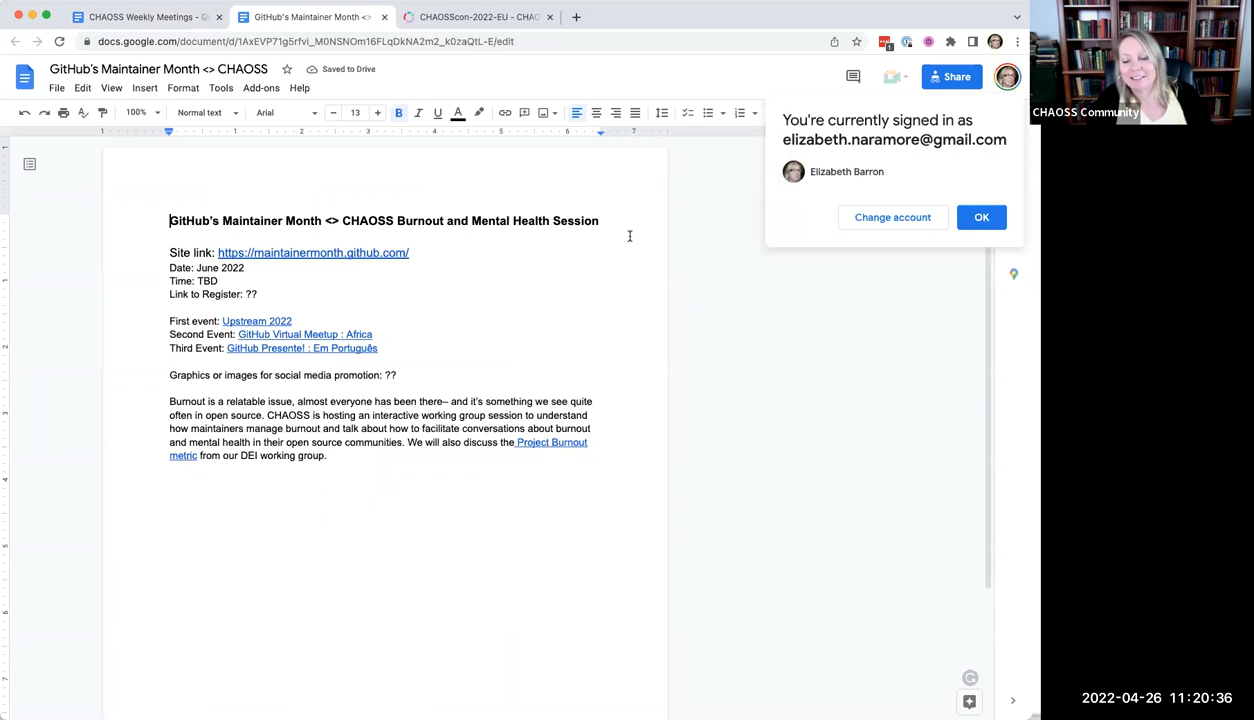 CHAOSS Weekly Meetings - G
GitHub's Maintainer Month <>
CHAOSScon-2022-EU - CHAO
docs.google.com/document/d/1AxEVP71g5rfvi_M0NSNOm16FLqDkNA2m2_k0zaQtL-E/edit
GitHub's Maintainer Month <> CHAOSS
Saved to Drive
File Edit View Insert Format Tools Add-ons Help
Share
100% Normal text Arial 13 B I U A
You're currently signed in as
elizabeth.naramore@gmail.com
Elizabeth Barron
Change account OK
CHAOSS Community
1 1 2 3 4 5 6 7
GitHub's Maintainer Month <> CHAOSS Burnout and Mental Health Session
Site link: https://maintainermonth.github.com/
Date: June 2022
Time: TBD
Link to Register: ??
First event: Upstream 2022
Second Event: GitHub Virtual Meetup : Africa
Third Event: GitHub Presente! : Em Português
Graphics or images for social media promotion: ??
Burnout is a relatable issue, almost everyone has been there– and it's something we see quite
often in open source. CHAOSS is hosting an interactive working group session to understand
how maintainers manage burnout and talk about how to facilitate conversations about burnout
and mental health in their open source communities. We will also discuss the Project Burnout
metric from our DEI working group.
2022-04-26 11:20:36